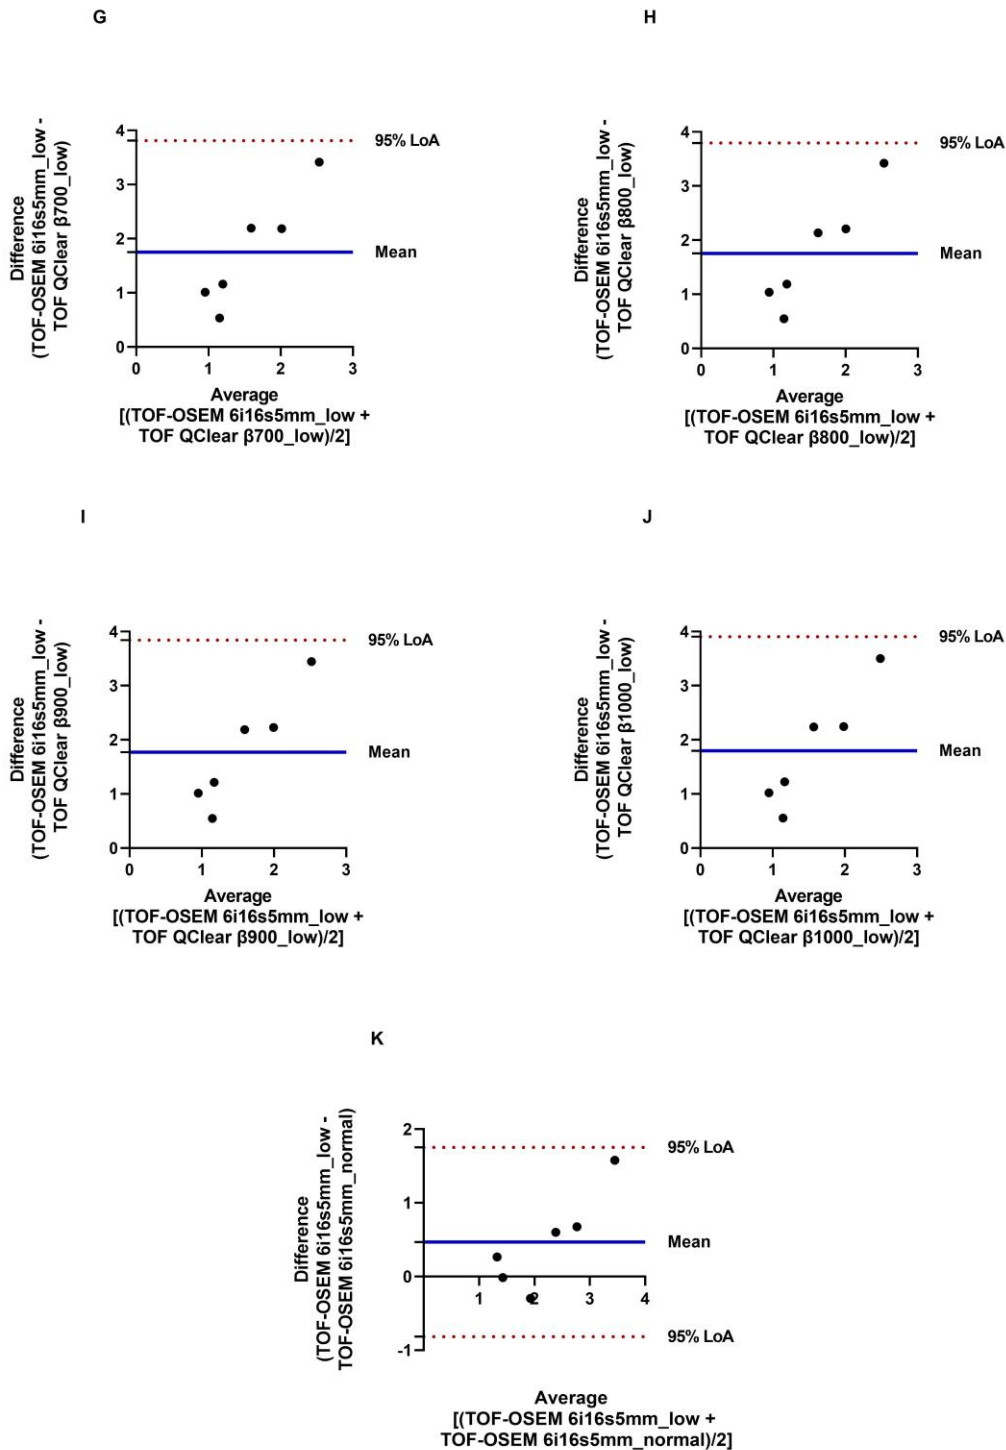 G
Difference
(TOF-OSEM 6i16s5mm_low -
TOF QClear β700_low)
4
3
2
1
0
0 1 2 3
95% LoA
Mean
Average
[(TOF-OSEM 6i16s5mm_low +
TOF QClear β700_low)/2]
H
Difference
(TOF-OSEM 6i16s5mm_low -
TOF QClear β800_low)
4
3
2
1
0
0 1 2 3
95% LoA
Mean
Average
[(TOF-OSEM 6i16s5mm_low +
TOF QClear β800_low)/2]
I
Difference
(TOF-OSEM 6i16s5mm_low -
TOF QClear β900_low)
4
3
2
1
0
0 1 2 3
95% LoA
Mean
Average
[(TOF-OSEM 6i16s5mm_low +
TOF QClear β900_low)/2]
J
Difference
(TOF-OSEM 6i16s5mm_low -
TOF QClear β1000_low)
4
3
2
1
0
0 1 2 3
95% LoA
Mean
Average
[(TOF-OSEM 6i16s5mm_low +
TOF QClear β1000_low)/2]
K
Difference
(TOF-OSEM 6i16s5mm_low -
TOF-OSEM 6i16s5mm_normal)
2
1
0
-1
1 2 3 4
95% LoA
Mean
95% LoA
Average
[(TOF-OSEM 6i16s5mm_low +
TOF-OSEM 6i16s5mm_normal)/2]